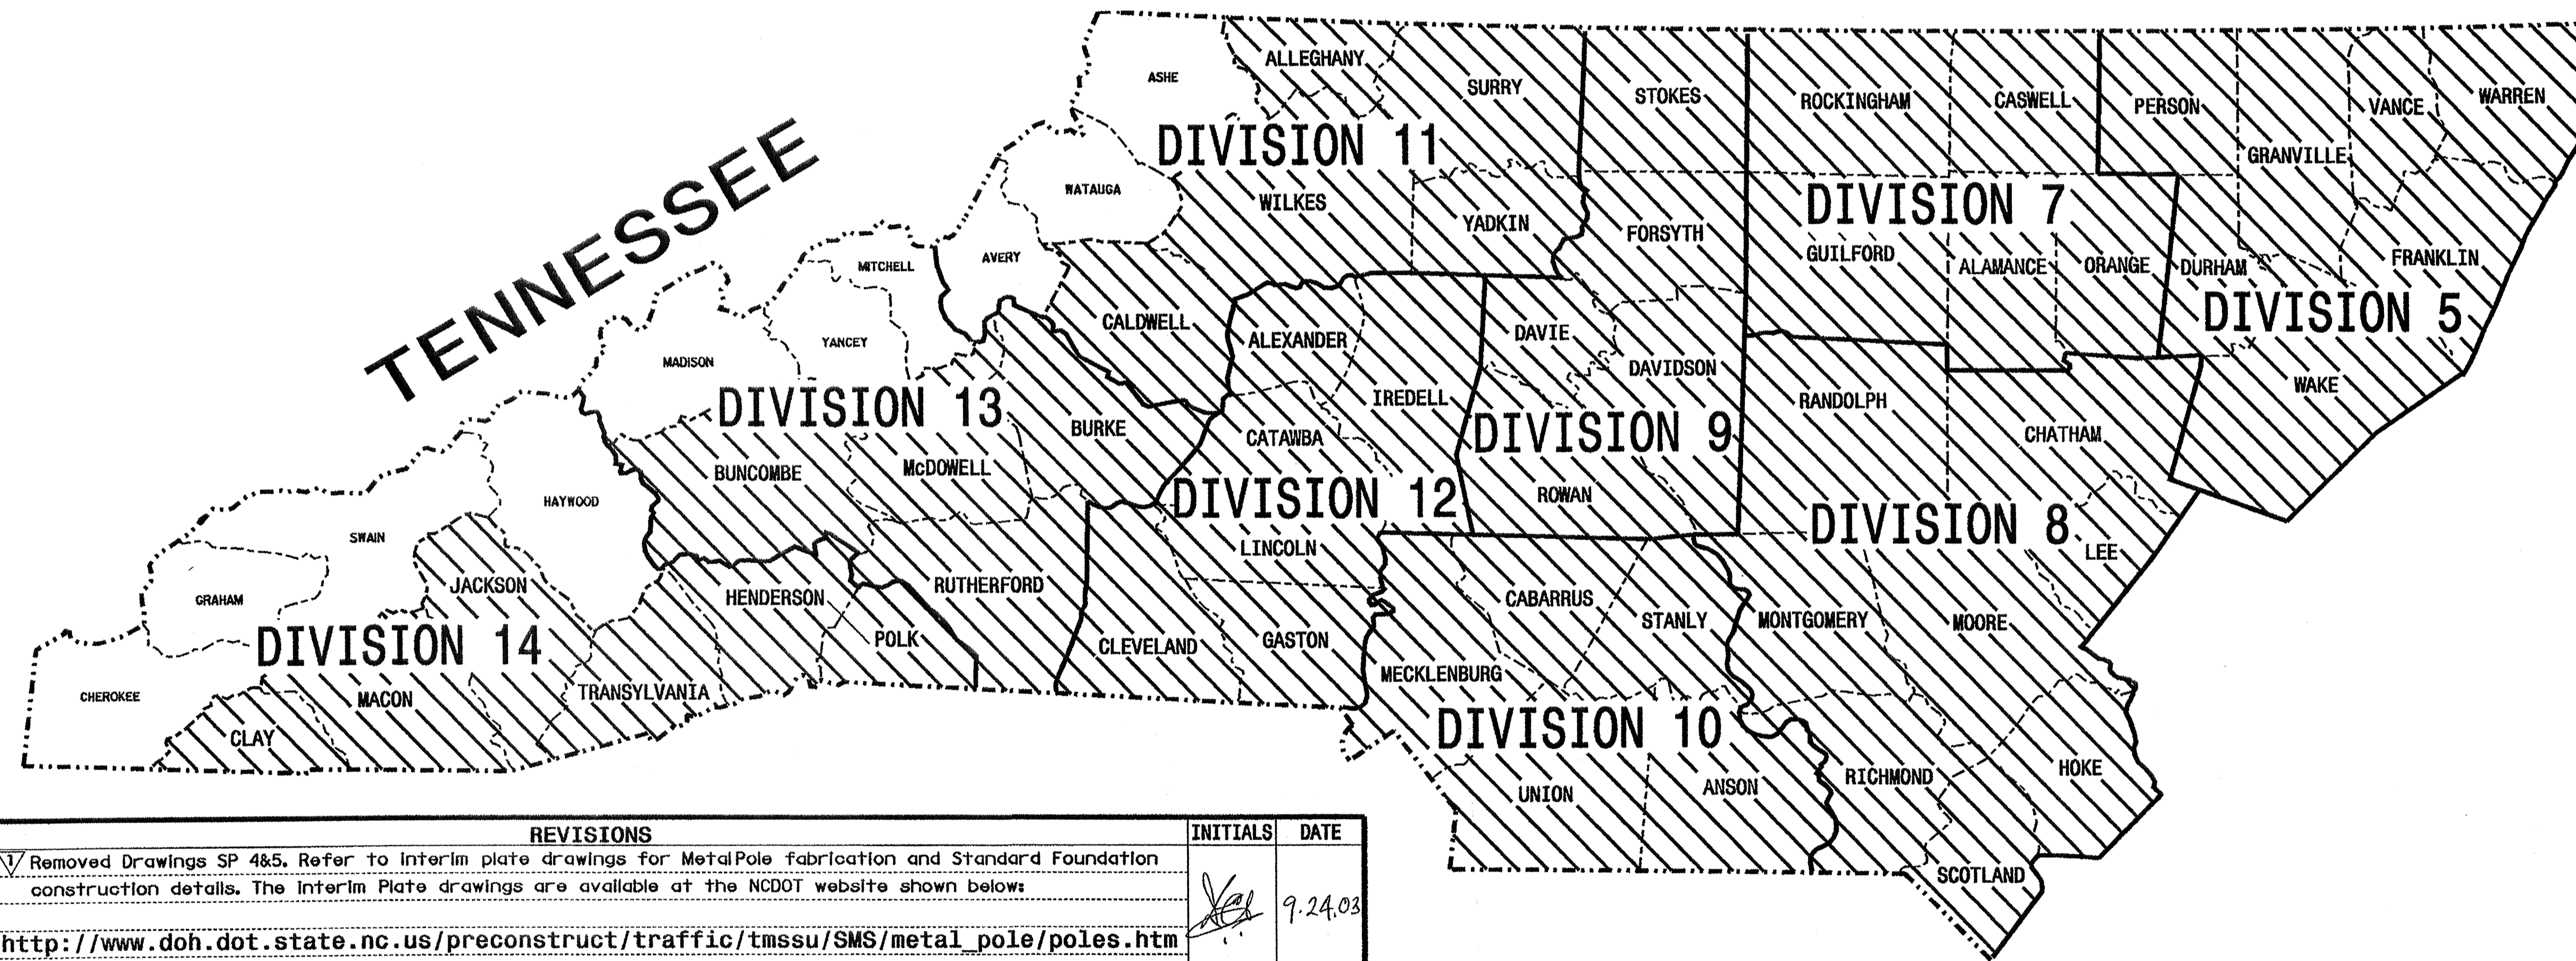 TENNESSEE
ASHE
ALLEGHANY
SURRY
STOKES
ROCKINGHAM
CASWELL
PERSON
VANCE
WARREN
DIVISION 11
GRANVILLE
WATAUGA
WILKES
YADKIN
FORSYTH
DIVISION 7
GUILFORD
ALAMANCE
ORANGE
DURHAM
FRANKLIN
DIVISION 5
WAKE
MITCHELL
AVERY
YANCEY
MADISON
CALDWELL
ALEXANDER
IREDELL
DAVIE
DAVIDSON
RANDOLPH
CHATHAM
DIVISION 13
BURKE
BUNCOMBE
McDOWELL
CATAWBA
DIVISION 12
DIVISION 9
ROWAN
DIVISION 8
LEE
HAYWOOD
SWAIN
GRAHAM
JACKSON
HENDERSON
RUTHERFORD
POLK
LINCOLN
CLEVELAND
GASTON
CABARRUS
STANLY
MONTGOMERY
MOORE
DIVISION 14
CHEROKEE
CLAY
MACON
TRANSYLVANIA
MECKLENBURG
DIVISION 10
UNION
ANSON
RICHMOND
HOKE
SCOTLAND
REVISIONS INITIALS DATE
1 Removed Drawings SP 4&5. Refer to interim plate drawings for Metal Pole fabrication and Standard Foundation
construction details. The Interim Plate drawings are available at the NCDOT website shown below:
9.24.03
http://www.doh.dot.state.nc.us/preconstruct/traffic/tmssu/SMS/metal_pole/poles.htm